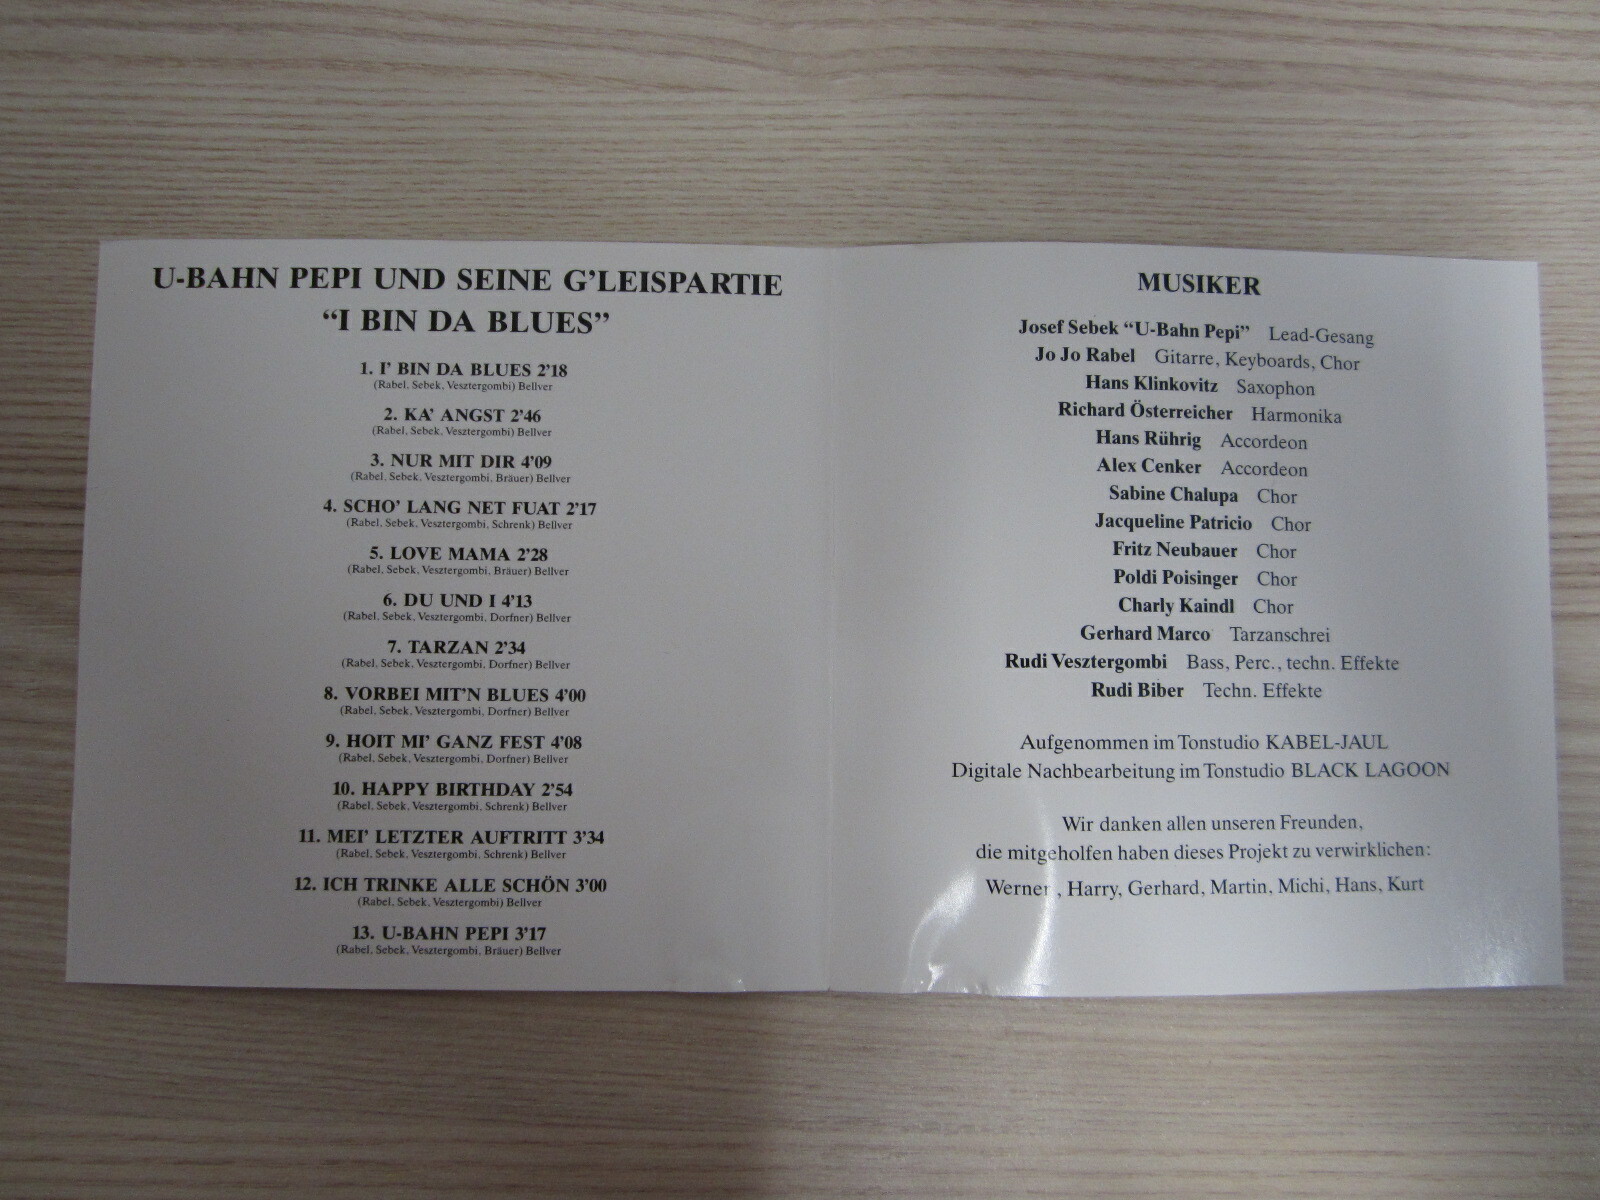 U-BAHN PEPI UND SEINE G'LEISPARTIE
“I BIN DA BLUES”
1. I' BIN DA BLUES 2'18
(Rabel, Sebek, Vesztergombi) Bellver
2. KA' ANGST 2'46
(Rabel, Sebek, Vesztergombi) Bellver
3. NUR MIT DIR 4'09
(Rabel, Sebek, Vesztergombi, Bräuer) Bellver
4. SCHO' LANG NET FUAT 2'17
(Rabel, Sebek, Vesztergombi, Schrenk) Bellver
5. LOVE MAMA 2'28
(Rabel, Sebek, Vesztergombi, Bräuer) Bellver
6. DU UND I 4'13
(Rabel, Sebek, Vesztergombi, Dorfner) Bellver
7. TARZAN 2'34
(Rabel, Sebek, Vesztergombi, Dorfner) Bellver
8. VORBEI MIT'N BLUES 4'00
(Rabel, Sebek, Vesztergombi, Dorfner) Bellver
9. HOIT MI' GANZ FEST 4'08
(Rabel, Sebek, Vesztergombi, Dorfner) Bellver
10. HAPPY BIRTHDAY 2'54
(Rabel, Sebek, Vesztergombi, Schrenk) Bellver
11. MEI' LETZTER AUFTRITT 3'34
(Rabel, Sebek, Vesztergombi, Schrenk) Bellver
12. ICH TRINKE ALLE SCHÖN 3'00
(Rabel, Sebek, Vesztergombi) Bellver
13. U-BAHN PEPI 3'17
(Rabel, Sebek, Vesztergombi, Bräuer) Bellver
MUSIKER
Josef Sebek “U-Bahn Pepi” Lead-Gesang
Jo Jo Rabel Gitarre, Keyboards, Chor
Hans Klinkovitz Saxophon
Richard Österreicher Harmonika
Hans Rührig Accordeon
Alex Cenker Accordeon
Sabine Chalupa Chor
Jacqueline Patricio Chor
Fritz Neubauer Chor
Poldi Poisinger Chor
Charly Kaindl Chor
Gerhard Marco Tarzanschrei
Rudi Vesztergombi Bass, Perc., techn. Effekte
Rudi Biber Techn. Effekte
Aufgenommen im Tonstudio KABEL-JAUL
Digitale Nachbearbeitung im Tonstudio BLACK LAGOON
Wir danken allen unseren Freunden,
die mitgeholfen haben dieses Projekt zu verwirklichen:
Werner , Harry, Gerhard, Martin, Michi, Hans, Kurt